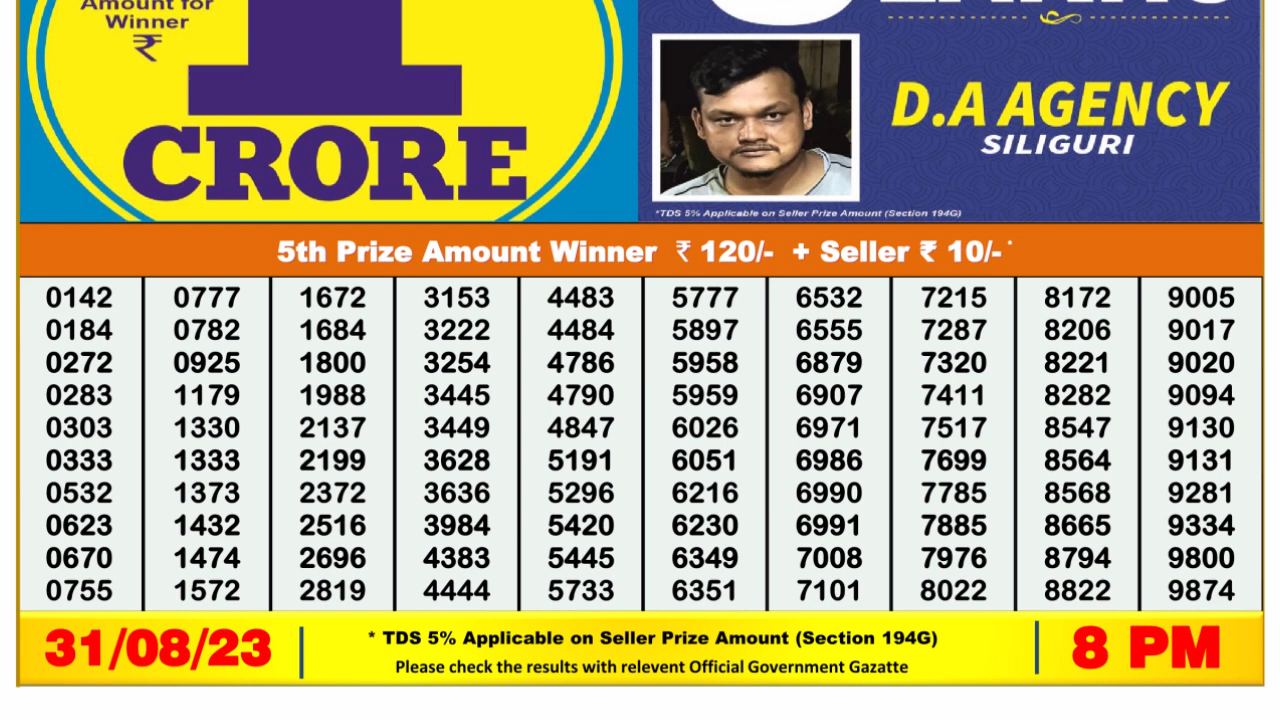 Amount for
Winner
₹
1
CRORE
D.A AGENCY
SILIGURI
*TDS 5% Applicable on Seller Prize Amount (Section 194G)
5th Prize Amount Winner ₹ 120/- + Seller ₹ 10/-*
0142 0777 1672 3153 4483 5777 6532 7215 8172 9005
0184 0782 1684 3222 4484 5897 6555 7287 8206 9017
0272 0925 1800 3254 4786 5958 6879 7320 8221 9020
0283 1179 1988 3445 4790 5959 6907 7411 8282 9094
0303 1330 2137 3449 4847 6026 6971 7517 8547 9130
0333 1333 2199 3628 5191 6051 6986 7699 8564 9131
0532 1373 2372 3636 5296 6216 6990 7785 8568 9281
0623 1432 2516 3984 5420 6230 6991 7885 8665 9334
0670 1474 2696 4383 5445 6349 7008 7976 8794 9800
0755 1572 2819 4444 5733 6351 7101 8022 8822 9874
31/08/23
* TDS 5% Applicable on Seller Prize Amount (Section 194G)
Please check the results with relevent Official Government Gazatte
8 PM